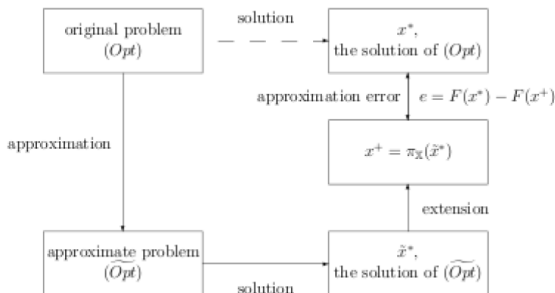 original problem
(Opt)
solution
x*,
the solution of (Opt)
approximation error
e = F(x*) − F(x⁺)
approximation
x⁺ = π_𝕏(x̃*)
extension
approximate problem
(Õpt)
solution
x̃*,
the solution of (Õpt)